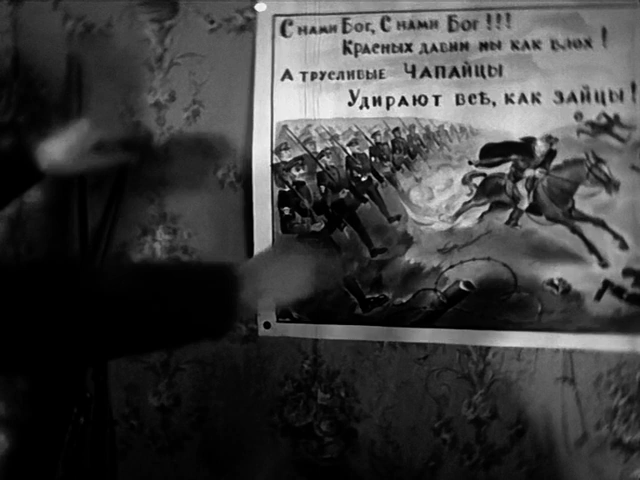 С нами Бог, С нами Бог!!!
Красных давим мы как блох!
А трусливые Чапайцы
Удирают всѣ, как зайцы!